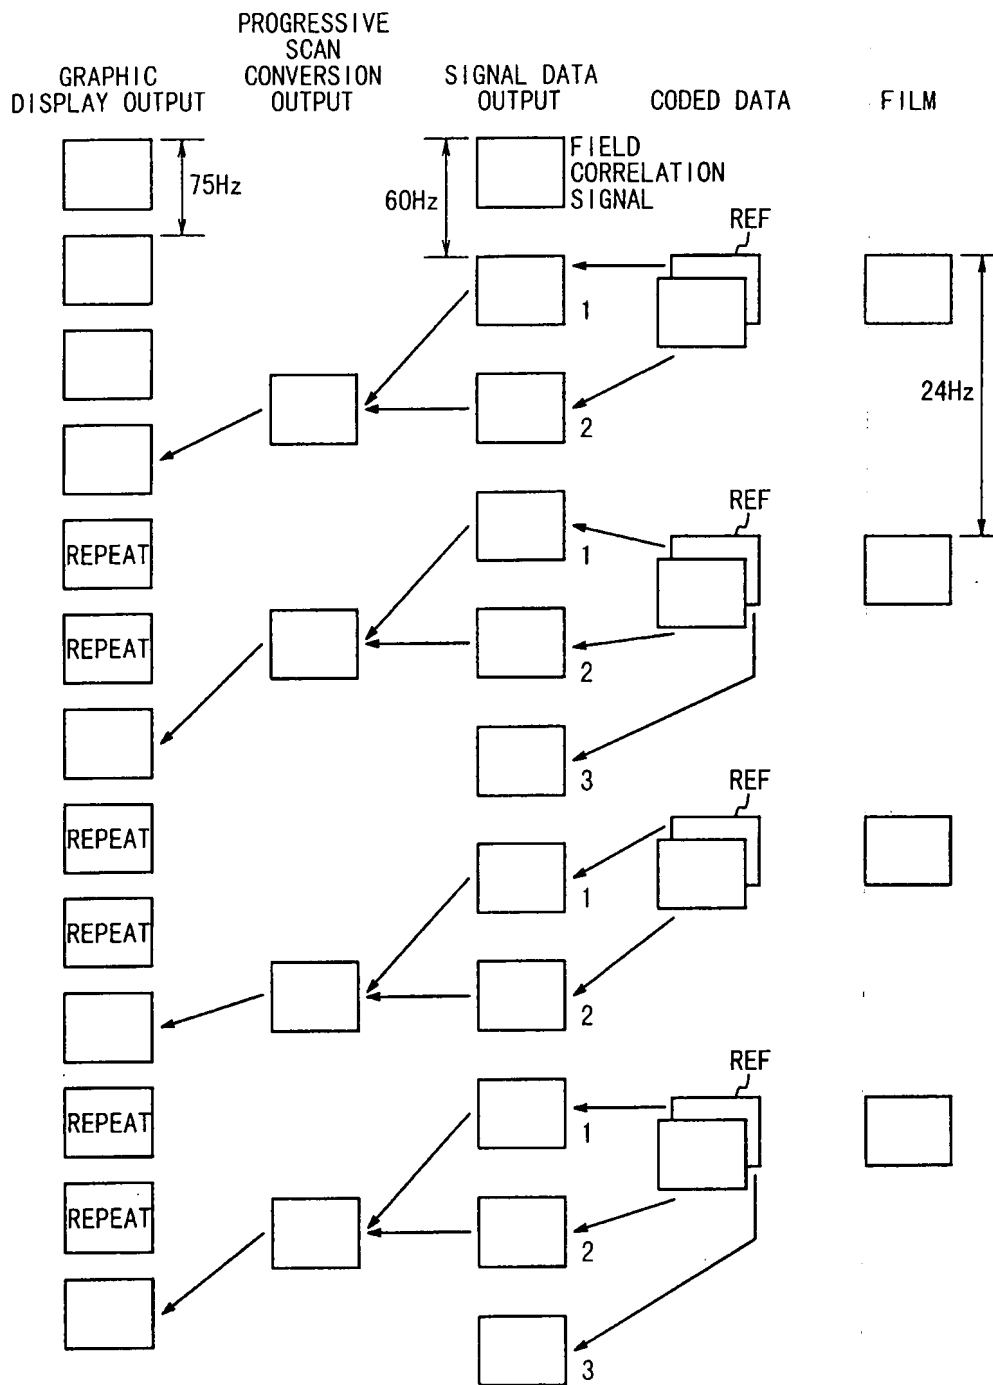 GRAPHIC
DISPLAY OUTPUT
PROGRESSIVE
SCAN
CONVERSION
OUTPUT
SIGNAL DATA
OUTPUT
CODED DATA
FILM
75Hz
60Hz
FIELD
CORRELATION
SIGNAL
REF
1
24Hz
2
REF
REPEAT
1
REPEAT
2
3
REF
REPEAT
1
REPEAT
2
REF
REPEAT
1
REPEAT
2
3